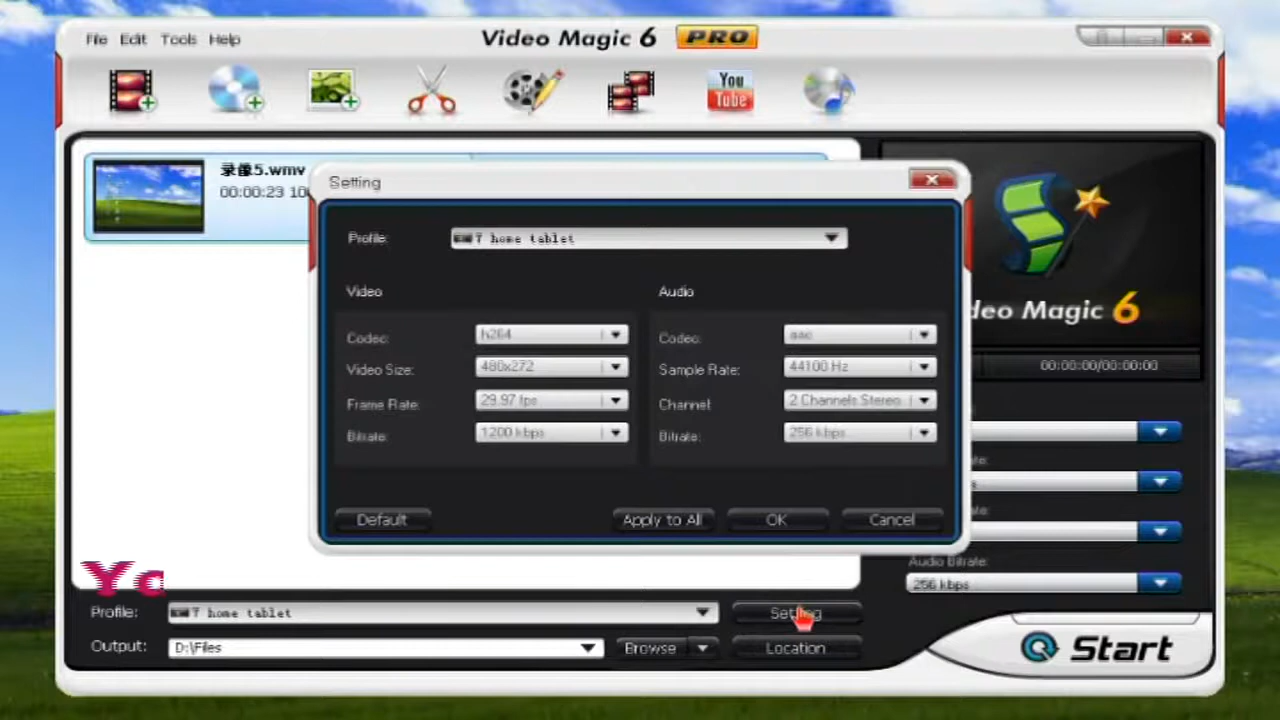 File Edit Tools Help
Video Magic 6 PRO
You
Tube
录像5.wmv
00:00:23
Setting
Profile: T home tablet
Video Audio
Codec: h264 Codec: aac
Video Size: 480x272 Sample Rate: 44100 Hz
Frame Rate: 29.97 fps Channel: 2 Channels Stereo
Bitrate: 1200 kbps Bitrate: 256 kbps
Default Apply to All OK Cancel
deo Magic 6
00:00:00/00:00:00
Audio Bitrate:
256 kbps
Profile: T home tablet Setting
Output: D:\Files Browse Location
Start